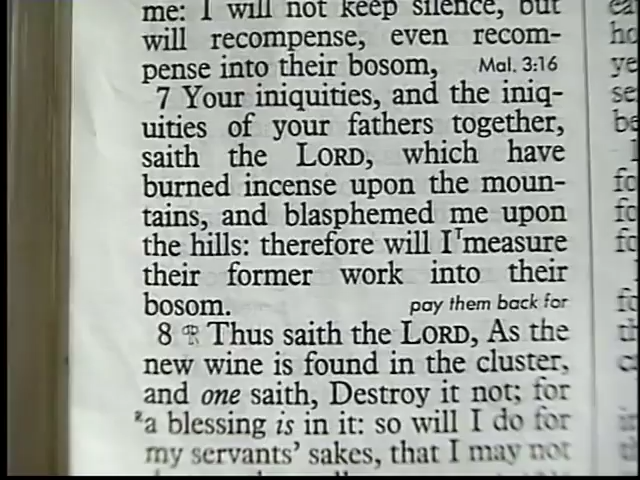 me: I will not keep silence, but
will recompense, even recom-
pense into their bosom, Mal. 3:16
7 Your iniquities, and the iniq-
uities of your fathers together,
saith the LORD, which have
burned incense upon the moun-
tains, and blasphemed me upon
the hills: therefore will I ᵀmeasure
their former work into their
bosom. pay them back for
8 Thus saith the LORD, As the
new wine is found in the cluster,
and one saith, Destroy it not; for
ᴿa blessing is in it: so will I do for
my servants' sakes, that I may not